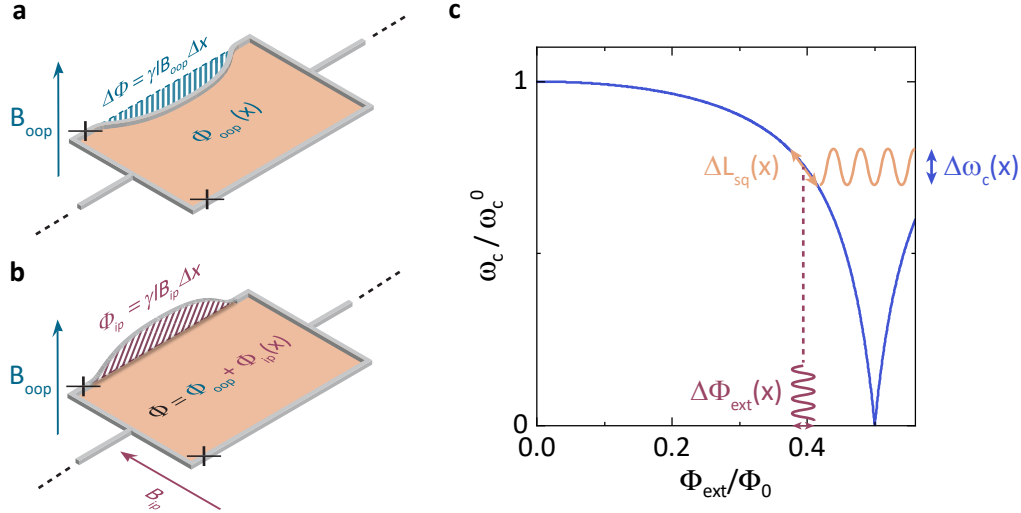 a
B_oop
ΔΦ = γlB_oop Δx
Φ_oop(x)
b
B_oop
Φ_ip = γlB_ip Δx
Φ = Φ_oop + Φ_ip(x)
B_ip
c
ω_c / ω_c^0
1
0
0.0
0.2
0.4
Φ_ext/Φ_0
ΔL_sq(x)
Δω_c(x)
ΔΦ_ext(x)